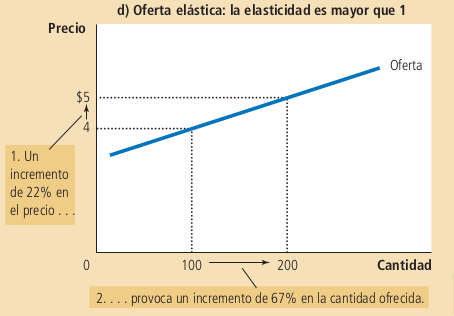 d) Oferta elástica: la elasticidad es mayor que 1
Precio
Oferta
$5
4
1. Un
incremento
de 22% en
el precio . . .
0
100
200
Cantidad
2. . . . provoca un incremento de 67% en la cantidad ofrecida.